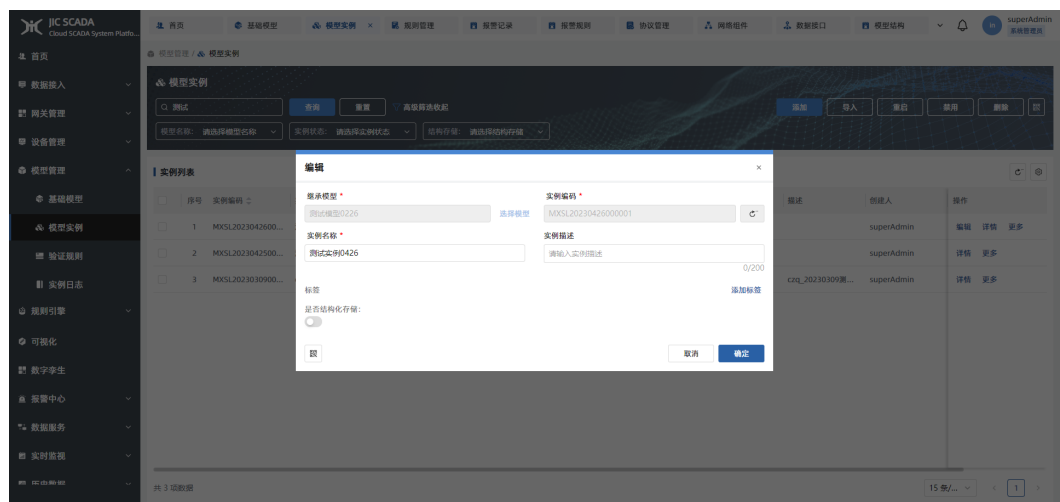 JIC SCADA
Cloud SCADA System Platfo...
首页
基础模型
模型实例 ×
规则管理
报警记录
报警规则
协议管理
网络组件
数据接口
模型结构
superAdmin
系统管理员
首页
数据接入
网关管理
设备管理
模型管理
基础模型
模型实例
验证规则
实例日志
规则引擎
可视化
数字孪生
报警中心
数据服务
实时监视
历史数据
模型管理 / 模型实例
模型实例
测试
查询
重置
高级筛选收起
添加
导入
重启
禁用
删除
模型名称: 请选择模型名称
实例状态: 请选择实例状态
结构存储: 请选择结构存储
实例列表
序号 实例编码 描述 创建人 操作
1 MXSL2023042600... superAdmin 编辑 详情 更多
2 MXSL2023042500... superAdmin 详情 更多
3 MXSL2023030900... czq_20230309测... superAdmin 详情 更多
编辑 ×
继承模型 *
测试模型0226 选择模型
实例编码 *
MXSL20230426000001
实例名称 *
测试实例0426
实例描述
请输入实例描述
0/200
标签 添加标签
是否结构化存储:
取消
确定
共 3 项数据
15 条/...
1